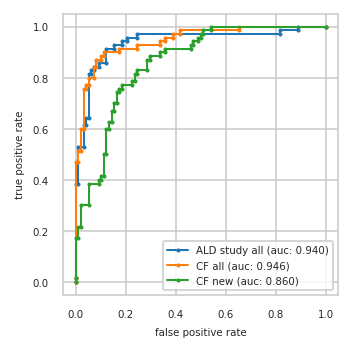 1.0
0.8
0.6
0.4
0.2
0.0
true positive rate
ALD study all (auc: 0.940)
CF all (auc: 0.946)
CF new (auc: 0.860)
0.0 0.2 0.4 0.6 0.8 1.0
false positive rate